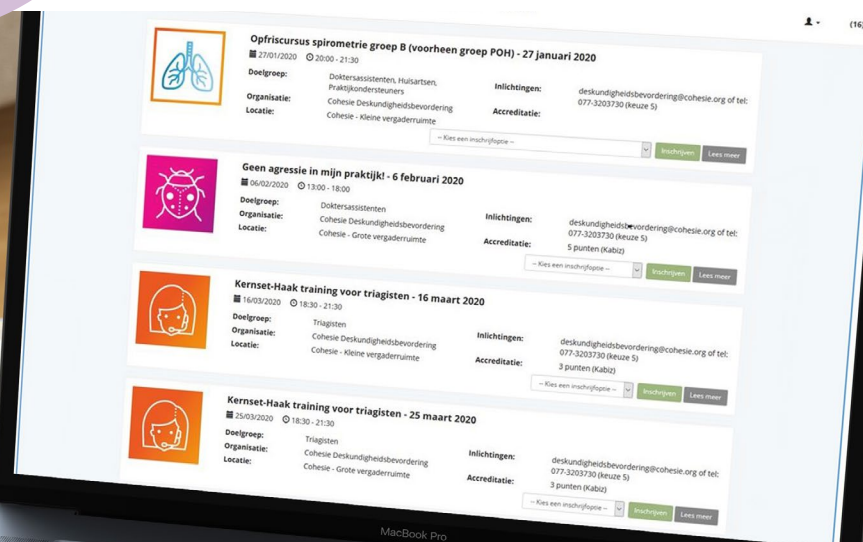 (16)
Opfriscursus spirometrie groep B (voorheen groep POH) - 27 januari 2020
27/01/2020 20:00 - 21:30
Doelgroep: Doktersassistenten, Huisartsen, Praktijkondersteuners
Organisatie: Cohesie Deskundigheidsbevordering
Locatie: Cohesie - Kleine vergaderruimte
Inlichtingen: deskundigheidsbevordering@cohesie.org of tel:
077-3203730 (keuze 5)
Accreditatie:
-- Kies een inschrijfoptie -- Inschrijven Lees meer
Geen agressie in mijn praktijk! - 6 februari 2020
06/02/2020 13:00 - 18:00
Doelgroep: Doktersassistenten
Organisatie: Cohesie Deskundigheidsbevordering
Locatie: Cohesie - Grote vergaderruimte
Inlichtingen: deskundigheidsbevordering@cohesie.org of tel:
077-3203730 (keuze 5)
Accreditatie: 5 punten (Kabiz)
-- Kies een inschrijfoptie -- Inschrijven Lees meer
Kernset-Haak training voor triagisten - 16 maart 2020
16/03/2020 18:30 - 21:30
Doelgroep: Triagisten
Organisatie: Cohesie Deskundigheidsbevordering
Locatie: Cohesie - Kleine vergaderruimte
Inlichtingen: deskundigheidsbevordering@cohesie.org of tel:
077-3203730 (keuze 5)
Accreditatie: 3 punten (Kabiz)
-- Kies een inschrijfoptie -- Inschrijven Lees meer
Kernset-Haak training voor triagisten - 25 maart 2020
25/03/2020 18:30 - 21:30
Doelgroep: Triagisten
Organisatie: Cohesie Deskundigheidsbevordering
Locatie: Cohesie - Grote vergaderruimte
Inlichtingen: deskundigheidsbevordering@cohesie.org of tel:
077-3203730 (keuze 5)
Accreditatie: 3 punten (Kabiz)
-- Kies een inschrijfoptie -- Inschrijven Lees meer
MacBook Pro